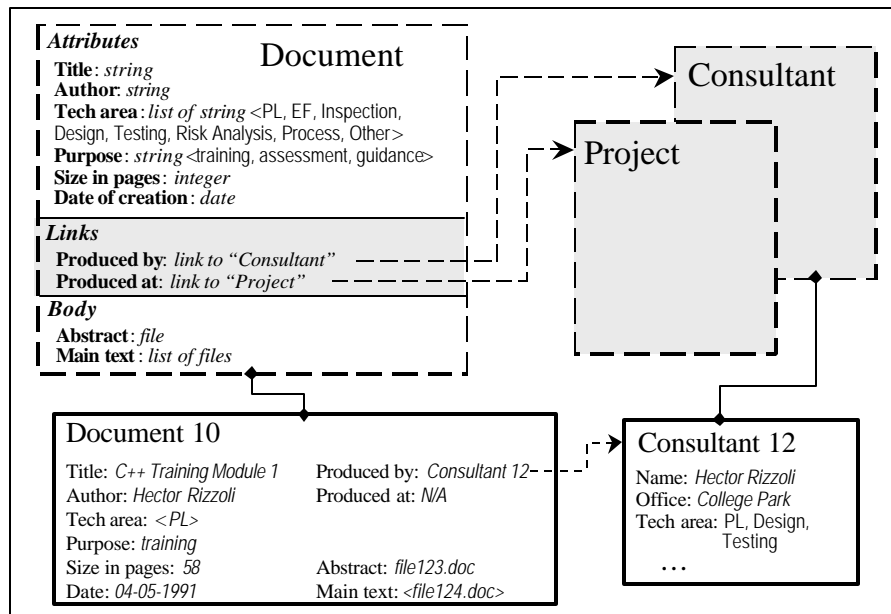 Attributes
Document
Title: string
Author: string
Tech area: list of string <PL, EF, Inspection,
Design, Testing, Risk Analysis, Process, Other>
Purpose: string <training, assessment, guidance>
Size in pages: integer
Date of creation: date
Links
Produced by: link to “Consultant”
Produced at: link to “Project”
Body
Abstract: file
Main text: list of files
Consultant
Project
Document 10
Title: C++ Training Module 1
Author: Hector Rizzoli
Tech area: <PL>
Purpose: training
Size in pages: 58
Date: 04-05-1991
Produced by: Consultant 12
Produced at: N/A
Abstract: file123.doc
Main text: <file124.doc>
Consultant 12
Name: Hector Rizzoli
Office: College Park
Tech area: PL, Design,
Testing
…